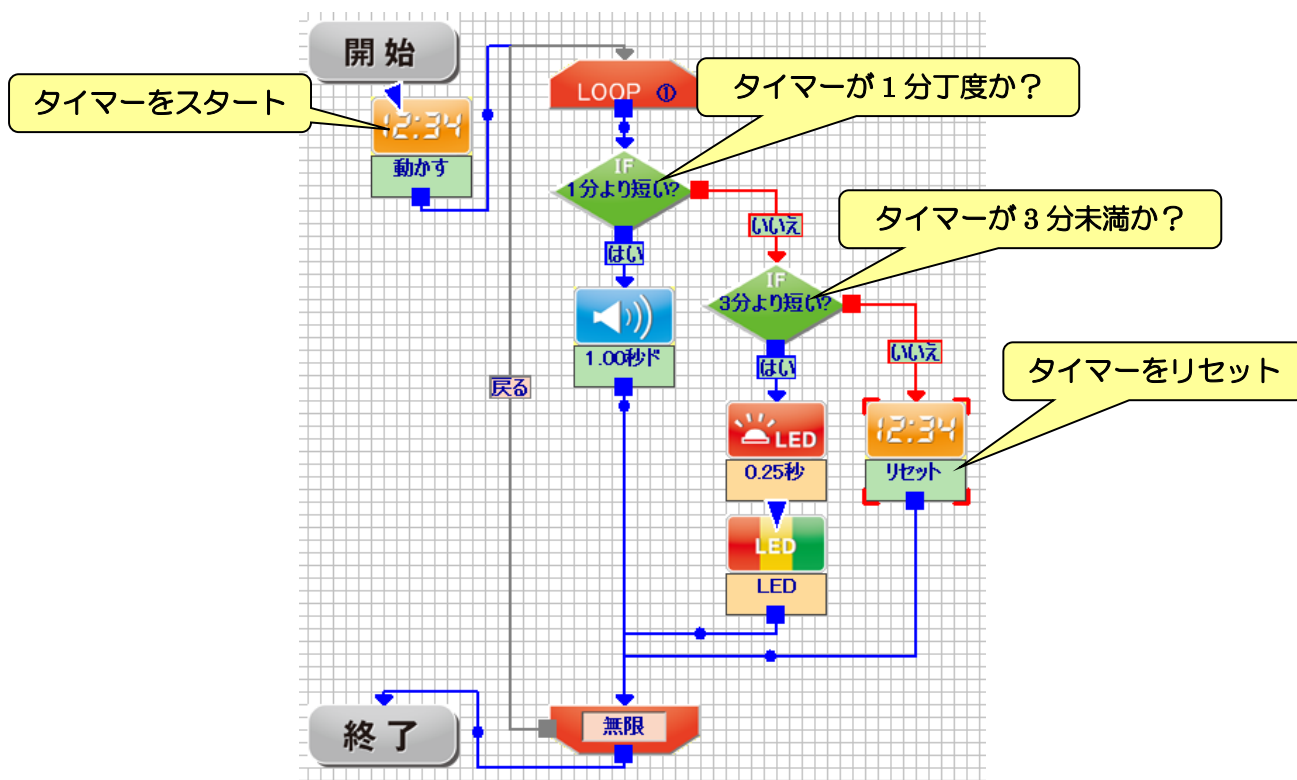 開始
タイマーをスタート
12:34
動かす
LOOP ①
タイマーが1分丁度か？
IF
1分より短い?
いいえ
はい
タイマーが3分未満か？
IF
3分より短い?
いいえ
はい
1.00秒ド
戻る
タイマーをリセット
LED
0.25秒
12:34
リセット
LED
LED
無限
終了